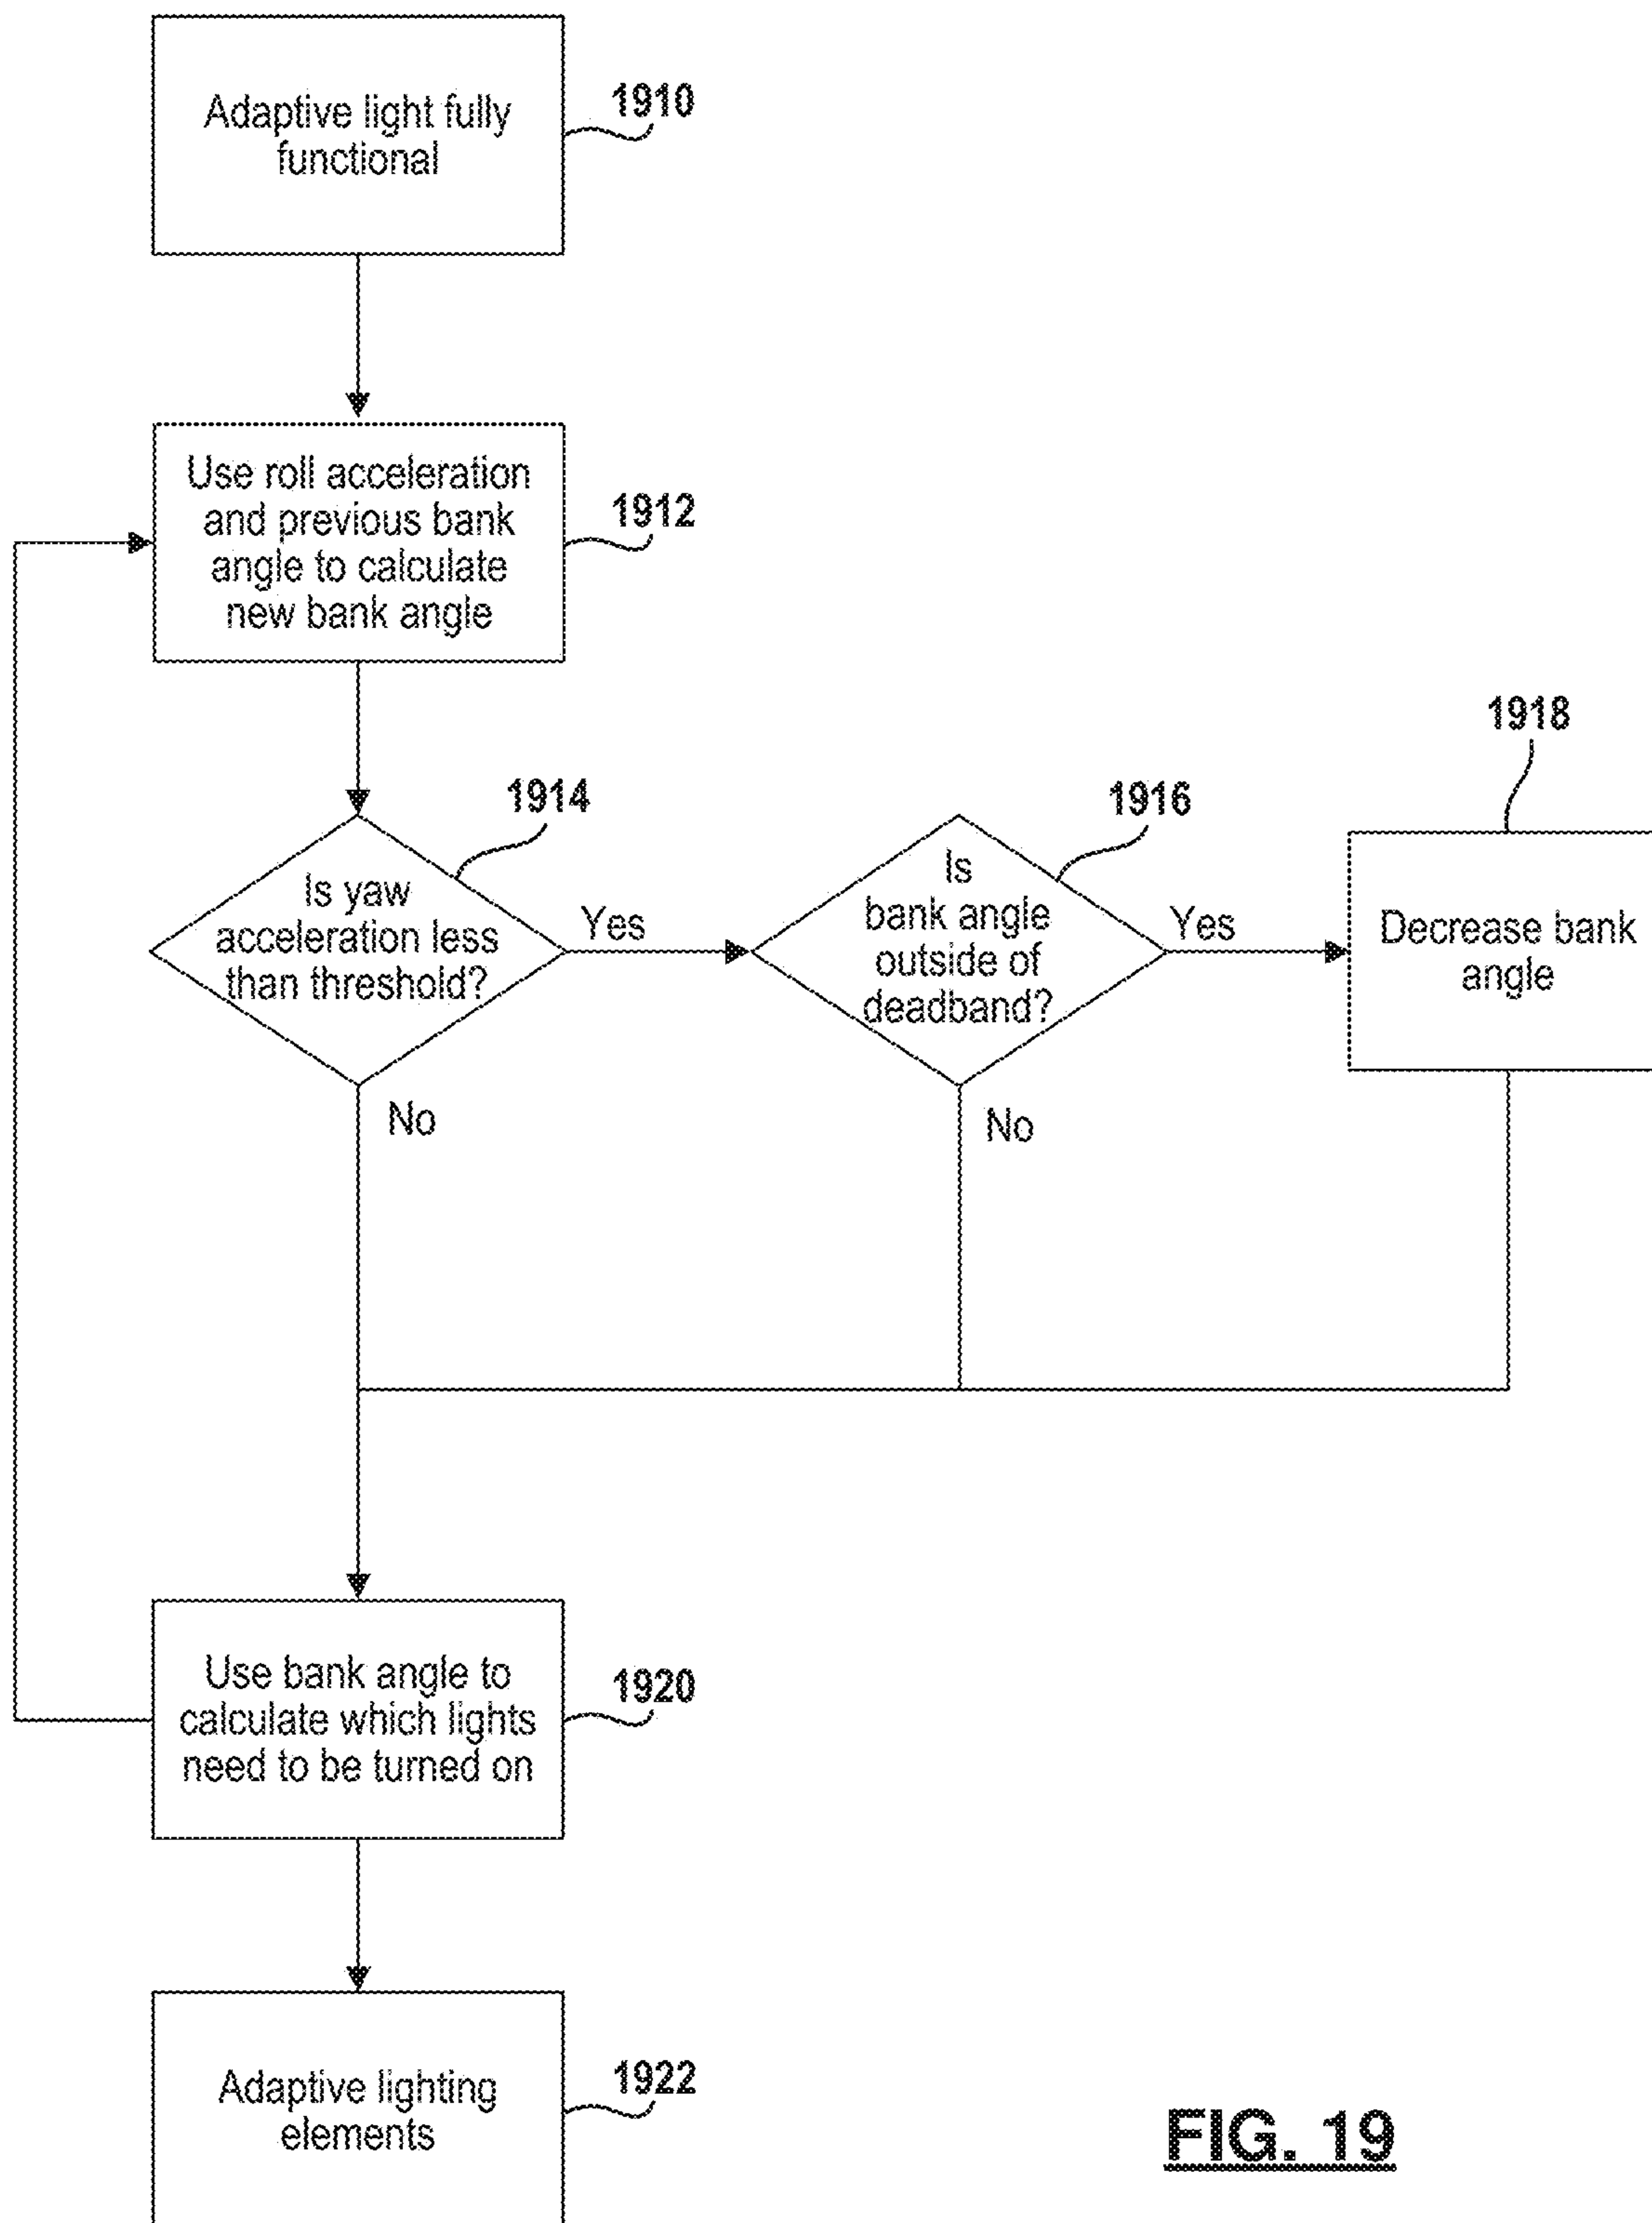 Adaptive light fully
functional
1910
Use roll acceleration
and previous bank
angle to calculate
new bank angle
1912
1914
Is yaw
acceleration less
than threshold?
Yes
No
1916
Is
bank angle
outside of
deadband?
Yes
No
1918
Decrease bank
angle
Use bank angle to
calculate which lights
need to be turned on
1920
Adaptive lighting
elements
1922
FIG. 19